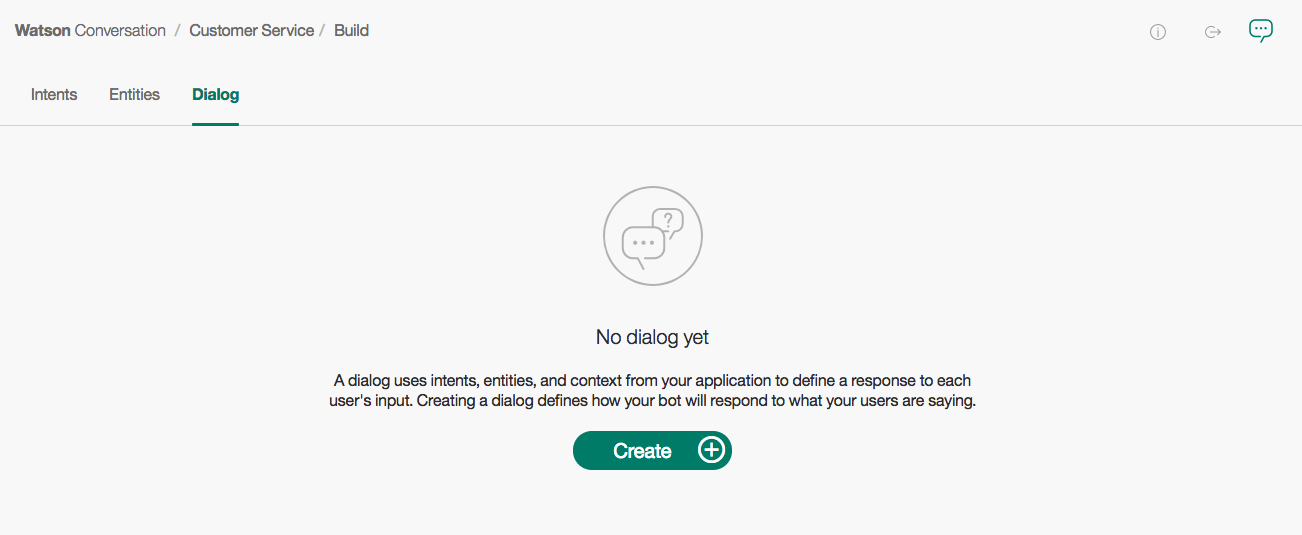 Watson Conversation / Customer Service / Build
Intents Entities Dialog
?
No dialog yet
A dialog uses intents, entities, and context from your application to define a response to each
user's input. Creating a dialog defines how your bot will respond to what your users are saying.
Create